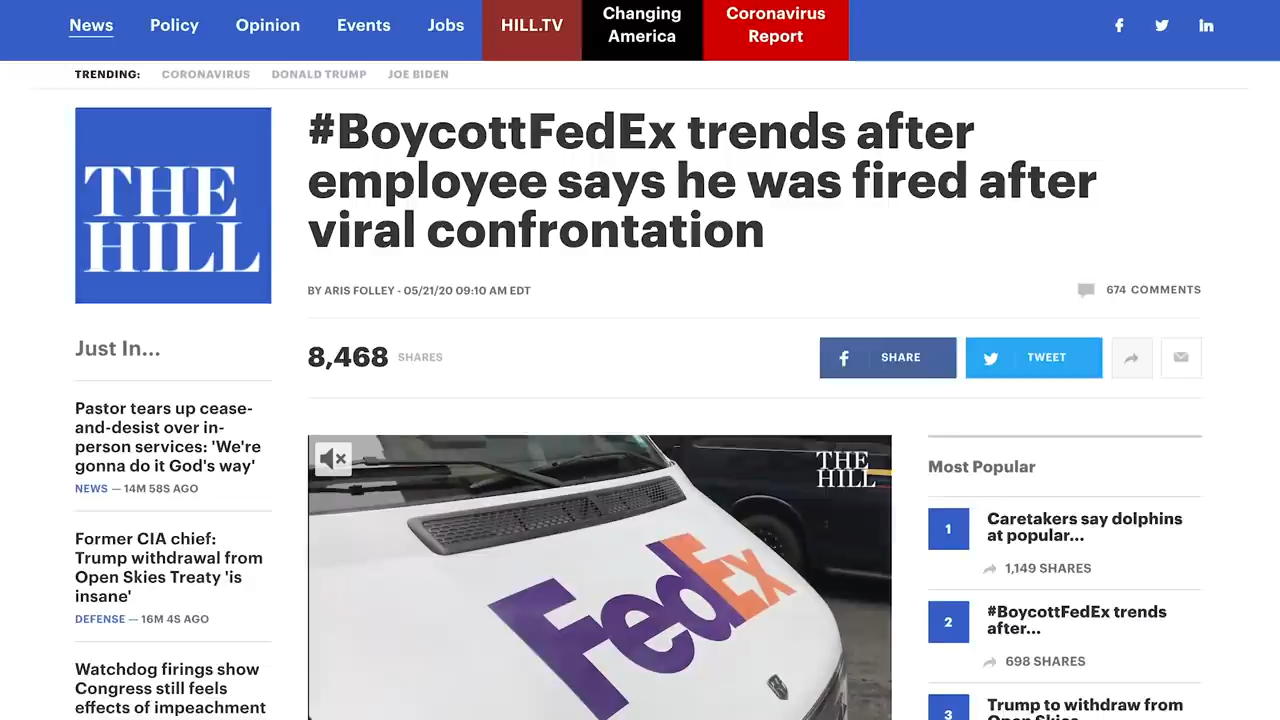 News Policy Opinion Events Jobs HILL.TV Changing America Coronavirus Report
TRENDING: CORONAVIRUS DONALD TRUMP JOE BIDEN
THE
HILL
#BoycottFedEx trends after
employee says he was fired after
viral confrontation
BY ARIS FOLLEY - 05/21/20 09:10 AM EDT
674 COMMENTS
8,468 SHARES
SHARE
TWEET
Just In...
Pastor tears up cease-
and-desist over in-
person services: 'We're
gonna do it God's way'
NEWS — 14M 58S AGO
Former CIA chief:
Trump withdrawal from
Open Skies Treaty 'is
insane'
DEFENSE — 16M 4S AGO
Watchdog firings show
Congress still feels
effects of impeachment
THE
HILL
FedEx
Most Popular
1
Caretakers say dolphins
at popular...
1,149 SHARES
2
#BoycottFedEx trends
after...
698 SHARES
3
Trump to withdraw from
Open Skies